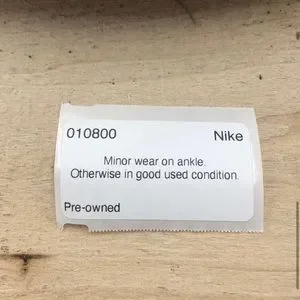 010800 Nike
Minor wear on ankle.
Otherwise in good used condition.
Pre-owned